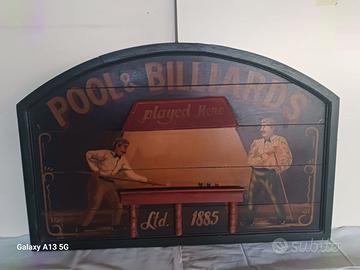 POOL & BILLIARDS
played Here
Ltd. 1885
Galaxy A13 5G
subito